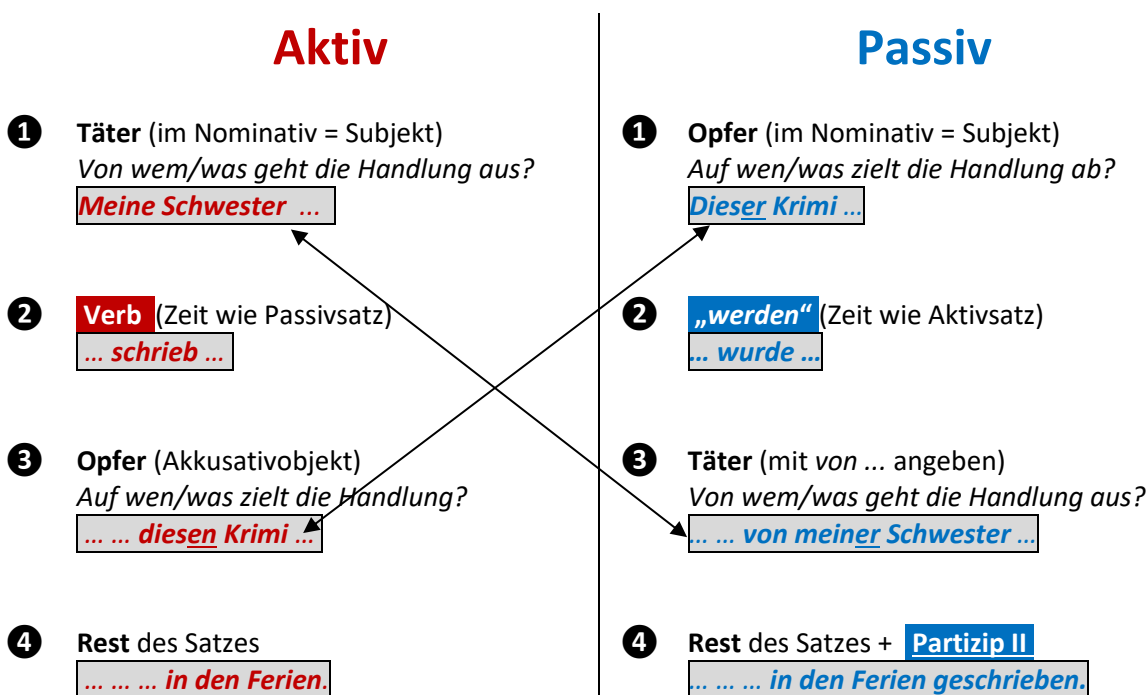 Aktiv
❶ Täter (im Nominativ = Subjekt)
Von wem/was geht die Handlung aus?
Meine Schwester ...
❷ Verb (Zeit wie Passivsatz)
... schrieb ...
❸ Opfer (Akkusativobjekt)
Auf wen/was zielt die Handlung?
... ... diesen Krimi ...
❹ Rest des Satzes
... ... ... in den Ferien.
Passiv
❶ Opfer (im Nominativ = Subjekt)
Auf wen/was zielt die Handlung ab?
Dieser Krimi ...
❷ „werden“ (Zeit wie Aktivsatz)
... wurde ...
❸ Täter (mit von ... angeben)
Von wem/was geht die Handlung aus?
... ... von meiner Schwester ...
❹ Rest des Satzes + Partizip II
... ... ... in den Ferien geschrieben.